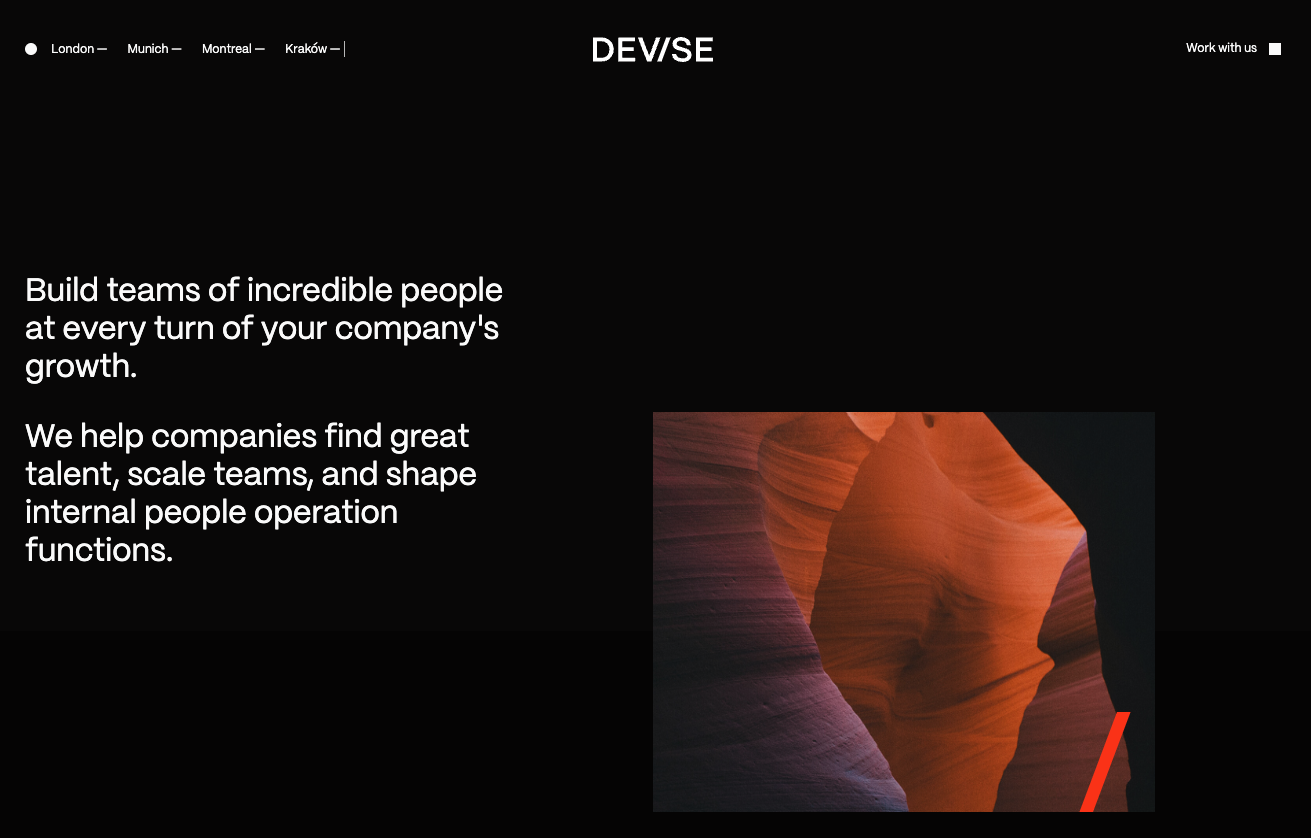 London — Munich — Montreal — Kraków —
DEV/SE
Work with us
Build teams of incredible people
at every turn of your company's
growth.
We help companies find great
talent, scale teams, and shape
internal people operation
functions.